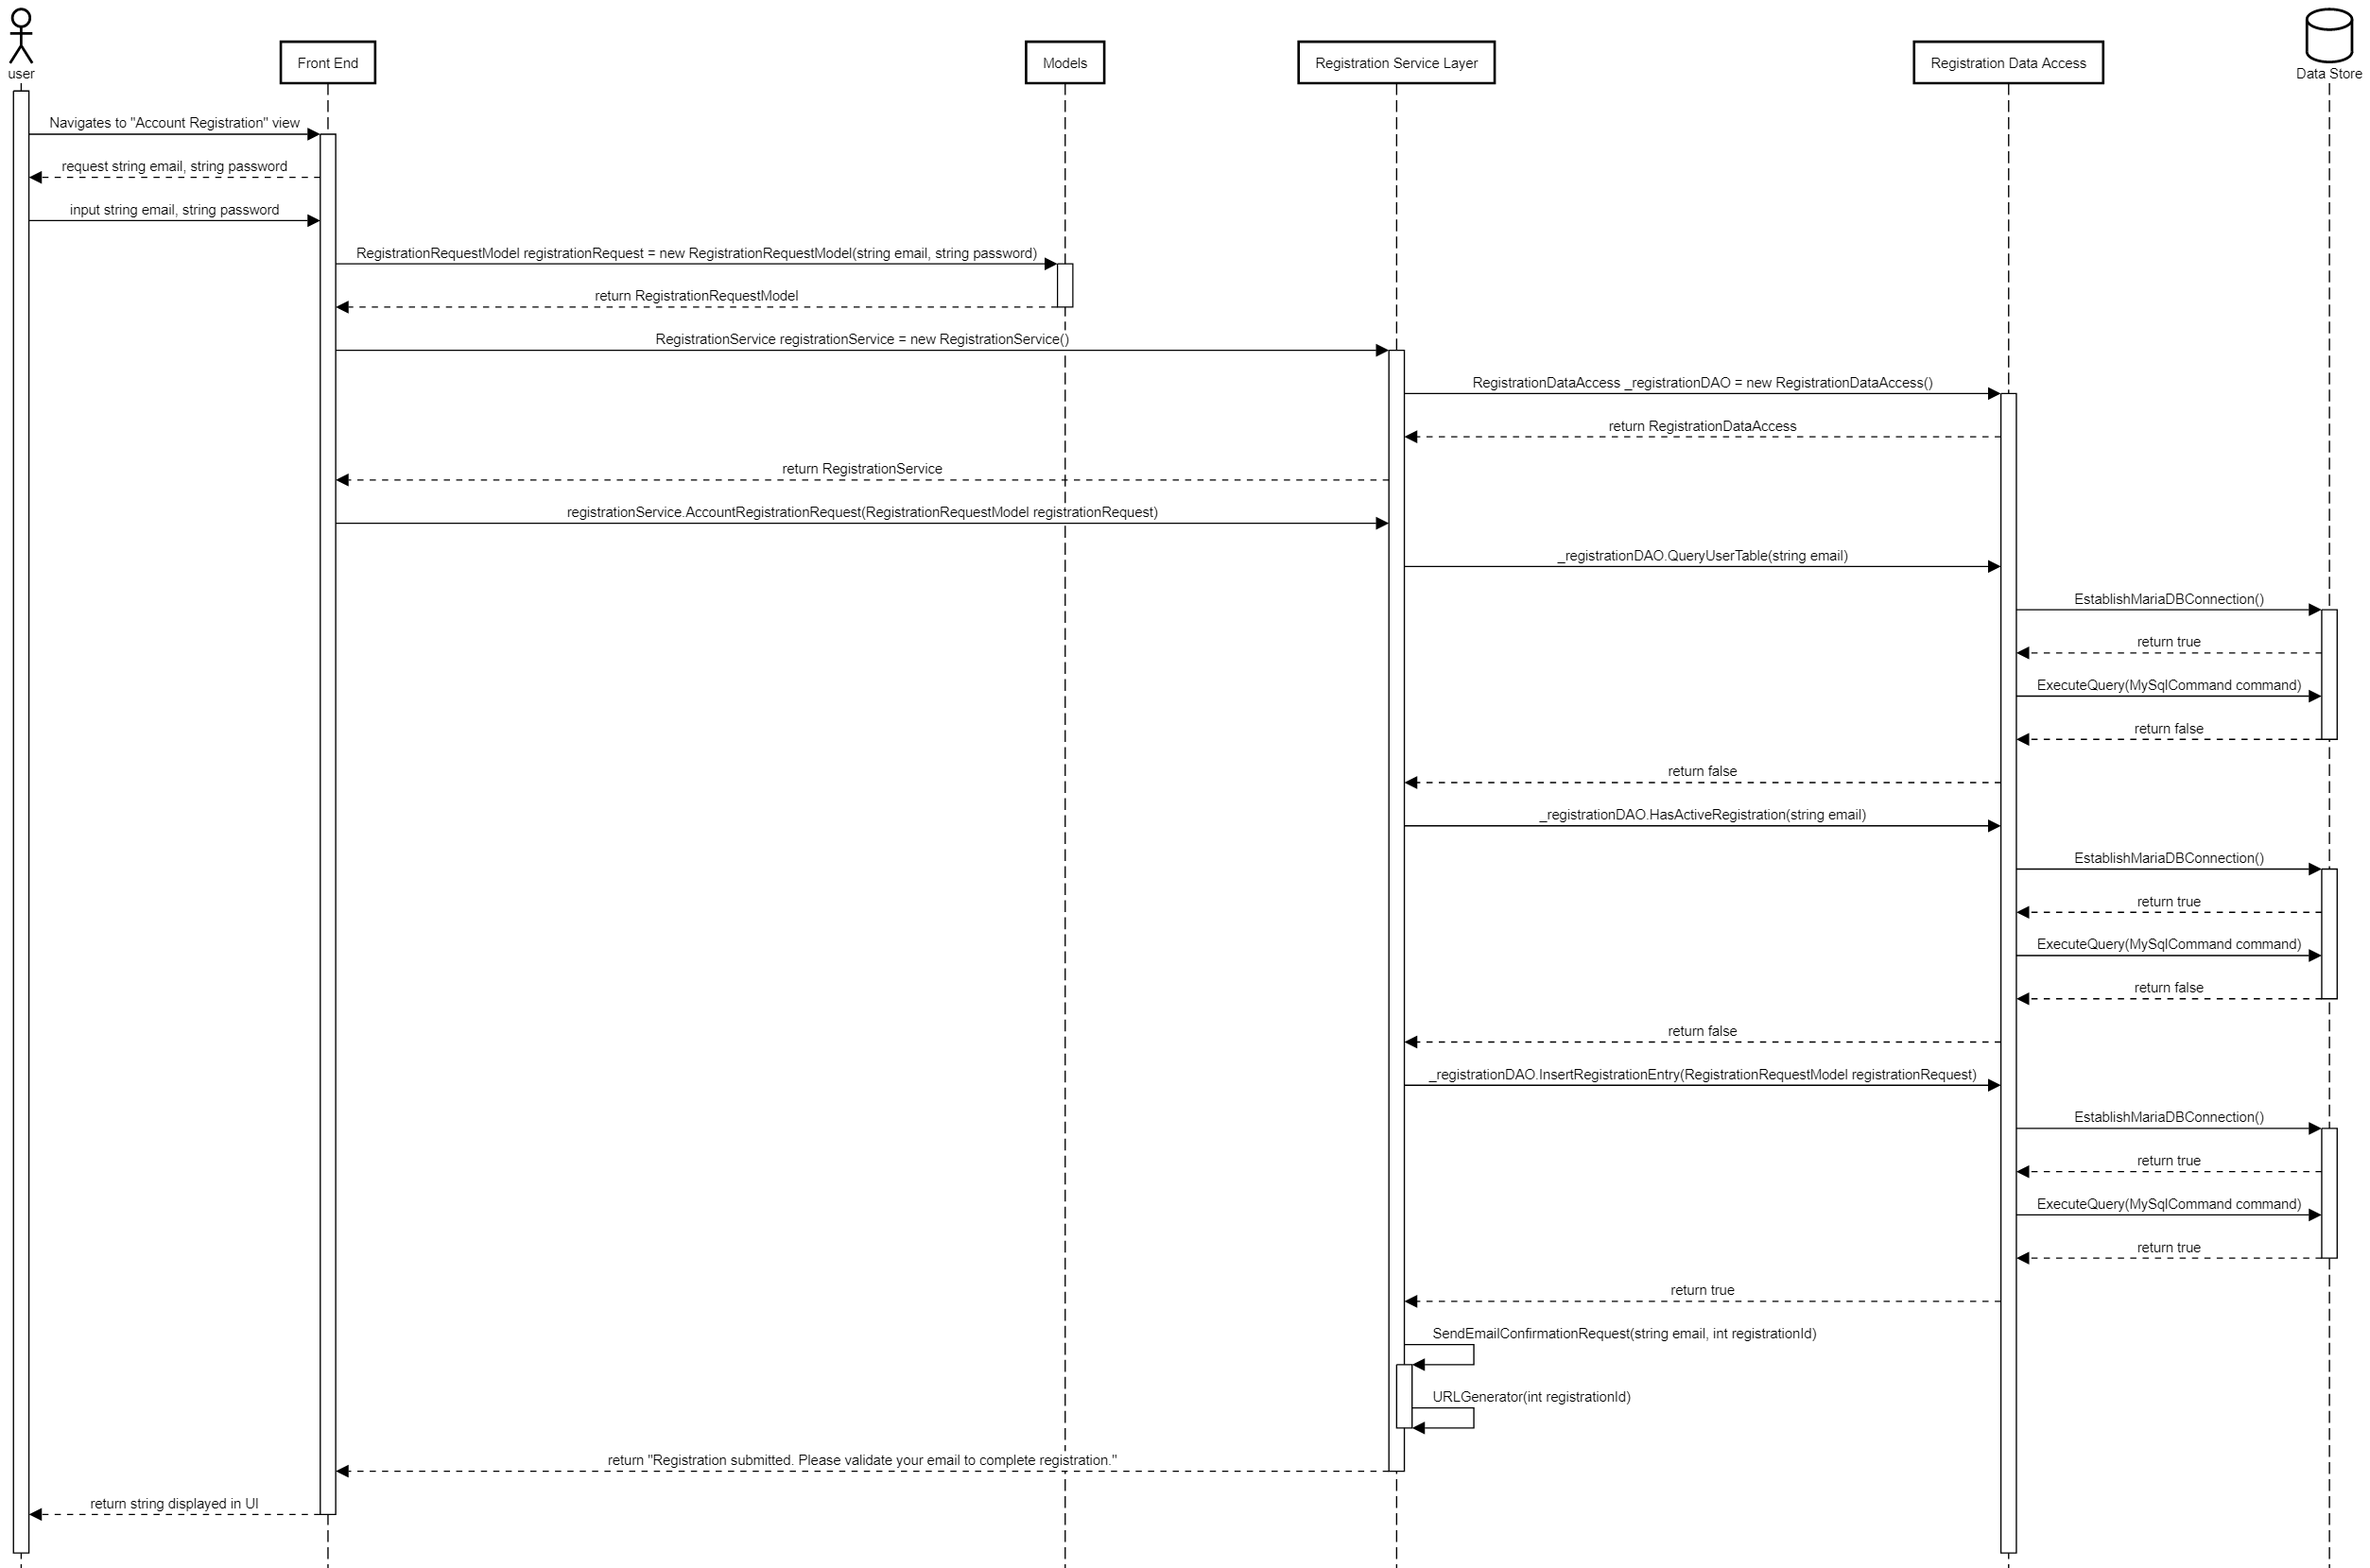 user
Front End
Models
Registration Service Layer
Registration Data Access
Data Store
Navigates to "Account Registration" view
request string email, string password
input string email, string password
RegistrationRequestModel registrationRequest = new RegistrationRequestModel(string email, string password)
return RegistrationRequestModel
RegistrationService registrationService = new RegistrationService()
RegistrationDataAccess _registrationDAO = new RegistrationDataAccess()
return RegistrationDataAccess
return RegistrationService
registrationService.AccountRegistrationRequest(RegistrationRequestModel registrationRequest)
_registrationDAO.QueryUserTable(string email)
EstablishMariaDBConnection()
return true
ExecuteQuery(MySqlCommand command)
return false
return false
_registrationDAO.HasActiveRegistration(string email)
EstablishMariaDBConnection()
return true
ExecuteQuery(MySqlCommand command)
return false
return false
_registrationDAO.InsertRegistrationEntry(RegistrationRequestModel registrationRequest)
EstablishMariaDBConnection()
return true
ExecuteQuery(MySqlCommand command)
return true
return true
SendEmailConfirmationRequest(string email, int registrationId)
URLGenerator(int registrationId)
return "Registration submitted. Please validate your email to complete registration."
return string displayed in UI